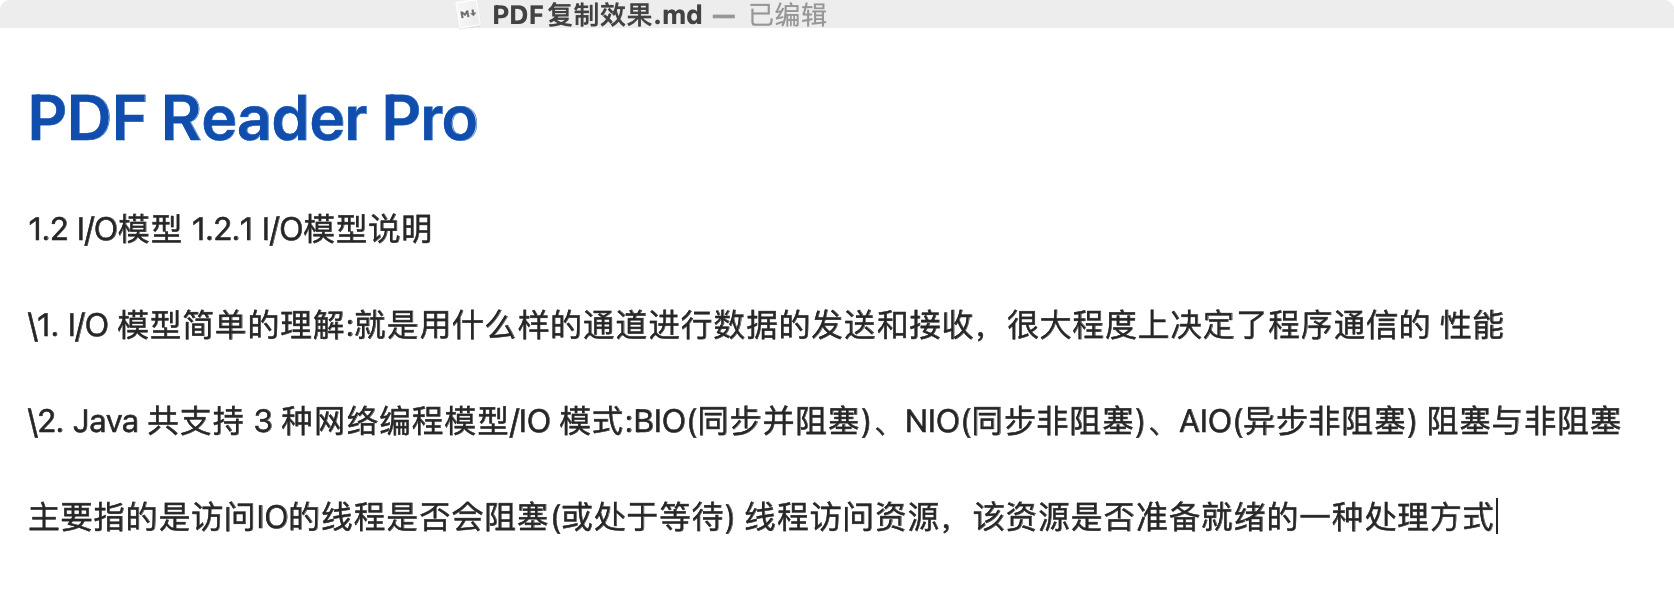 PDF复制效果.md — 已编辑
PDF Reader Pro
1.2 I/O模型 1.2.1 I/O模型说明
\1. I/O 模型简单的理解:就是用什么样的通道进行数据的发送和接收，很大程度上决定了程序通信的 性能
\2. Java 共支持 3 种网络编程模型/IO 模式:BIO(同步并阻塞)、NIO(同步非阻塞)、AIO(异步非阻塞) 阻塞与非阻塞
主要指的是访问IO的线程是否会阻塞(或处于等待) 线程访问资源，该资源是否准备就绪的一种处理方式